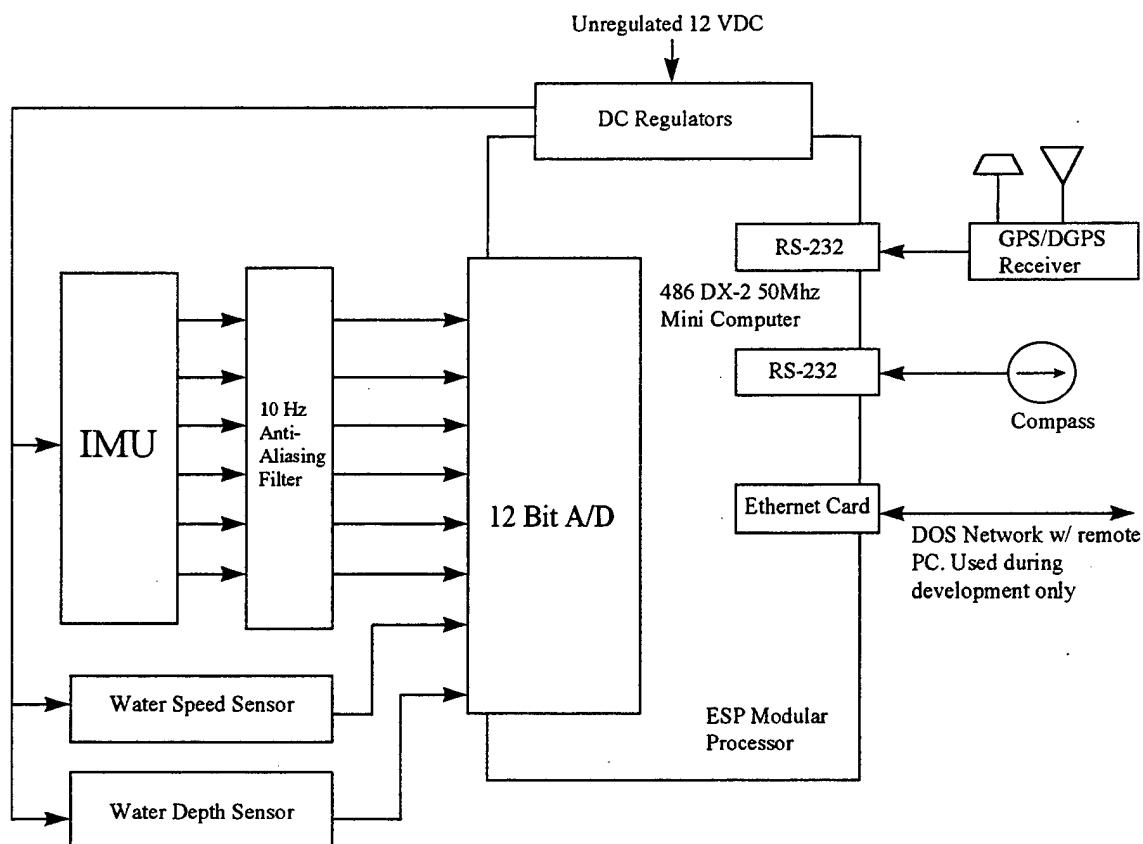 Unregulated 12 VDC
DC Regulators
RS-232
GPS/DGPS
Receiver
486 DX-2 50Mhz
Mini Computer
RS-232
Compass
IMU
10 Hz
Anti-
Aliasing
Filter
12 Bit A/D
Ethernet Card
DOS Network w/ remote
PC. Used during
development only
Water Speed Sensor
ESP Modular
Processor
Water Depth Sensor